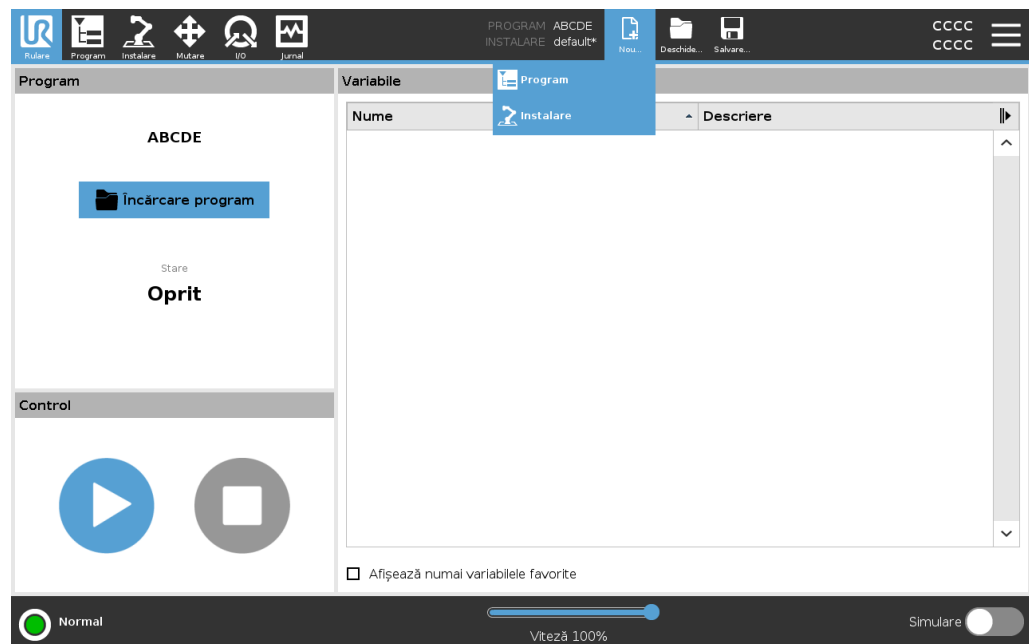 UR
Rulare
Program
Instalare
Mutare
I/O
Jurnal
PROGRAM ABCDE
INSTALARE default*
Nou...
Deschide...
Salvare...
CCCC
CCCC
Program
Variabile
Program
Instalare
Nume
Descriere
ABCDE
Încărcare program
Stare
Oprit
Control
Afișează numai variabilele favorite
Normal
Viteză 100%
Simulare